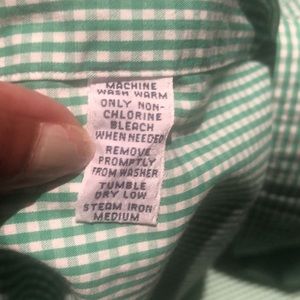 MACHINE
WASH WARM
ONLY NON-
CHLORINE
BLEACH
WHEN NEEDED
REMOVE
PROMPTLY
FROM WASHER
TUMBLE
DRY LOW
STEAM IRON
MEDIUM